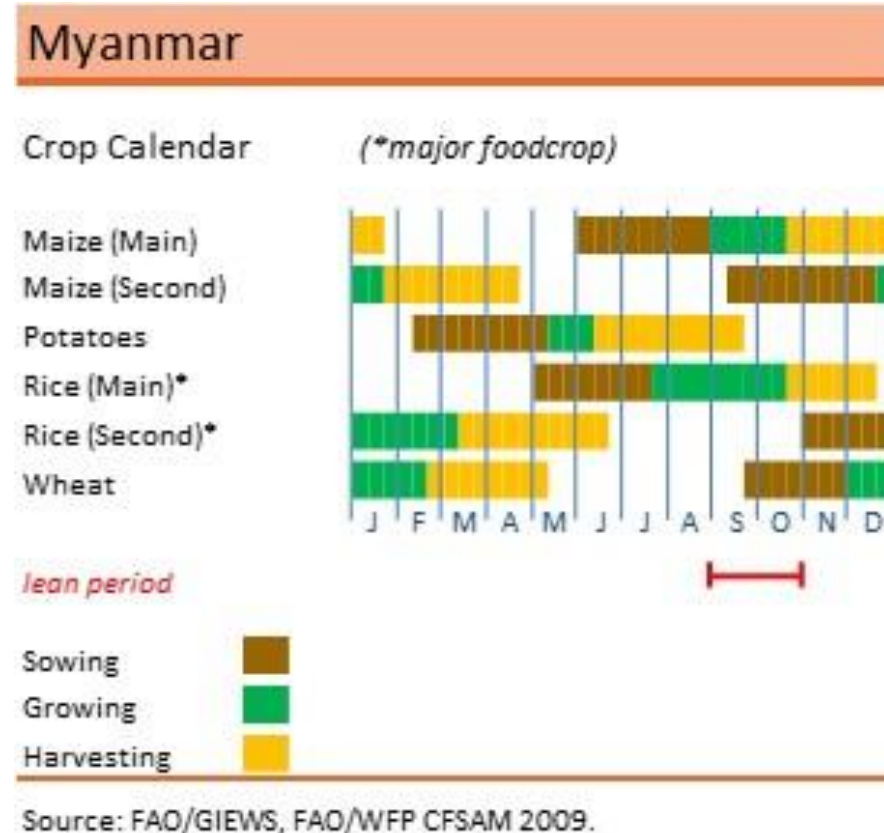 Myanmar
Crop Calendar (*major foodcrop)
Maize (Main)
Maize (Second)
Potatoes
Rice (Main)*
Rice (Second)*
Wheat
J F M A M J J A S O N D
lean period
Sowing
Growing
Harvesting
Source: FAO/GIEWS, FAO/WFP CFSAM 2009.